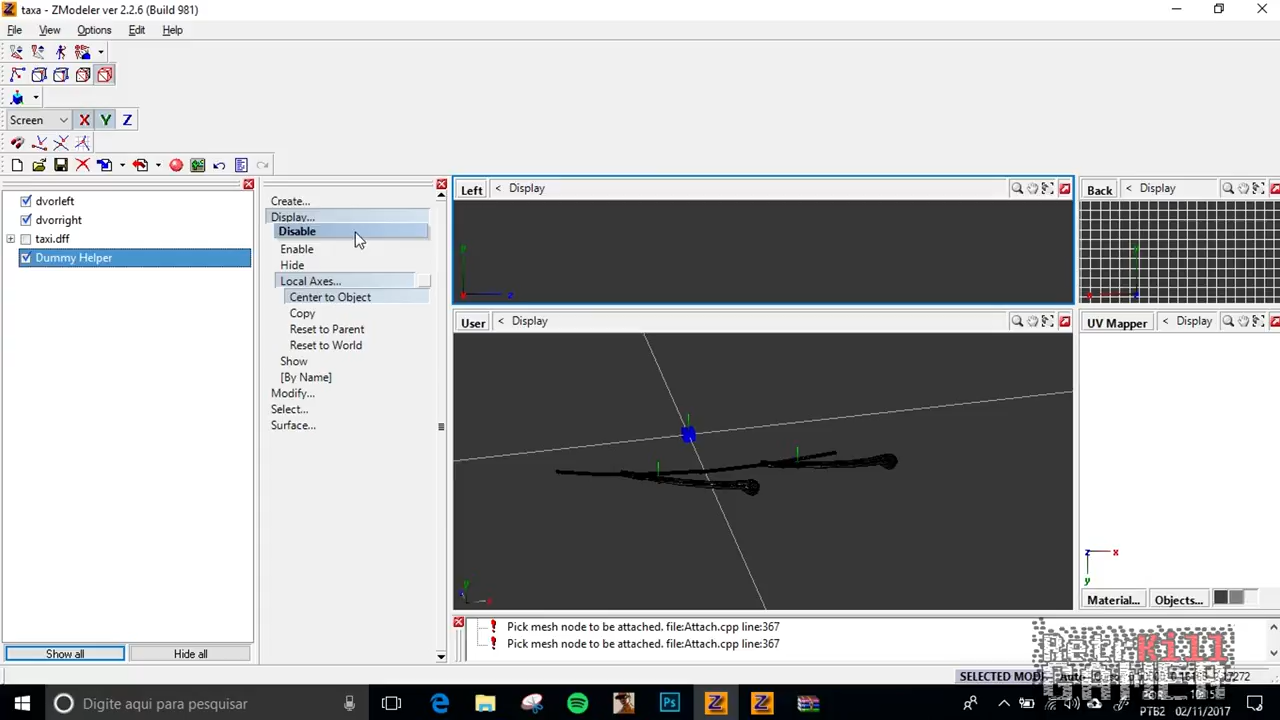 taxa - ZModeler ver 2.2.6 (Build 981)
File View Options Edit Help
Screen X Y Z
dvorleft
dvorright
taxi.dff
Dummy Helper
Show all Hide all
Create...
Display...
Disable
Enable
Hide
Local Axes...
Center to Object
Copy
Reset to Parent
Reset to World
Show
[By Name]
Modify...
Select...
Surface...
Left < Display
Back < Display
User < Display
UV Mapper < Display
z x
y
Material... Objects...
Pick mesh node to be attached. file:Attach.cpp line:367
Pick mesh node to be attached. file:Attach.cpp line:367
SELECTED MODE
RetrKill
GAMER
Digite aqui para pesquisar
Ps
PTB2 02/11/2017